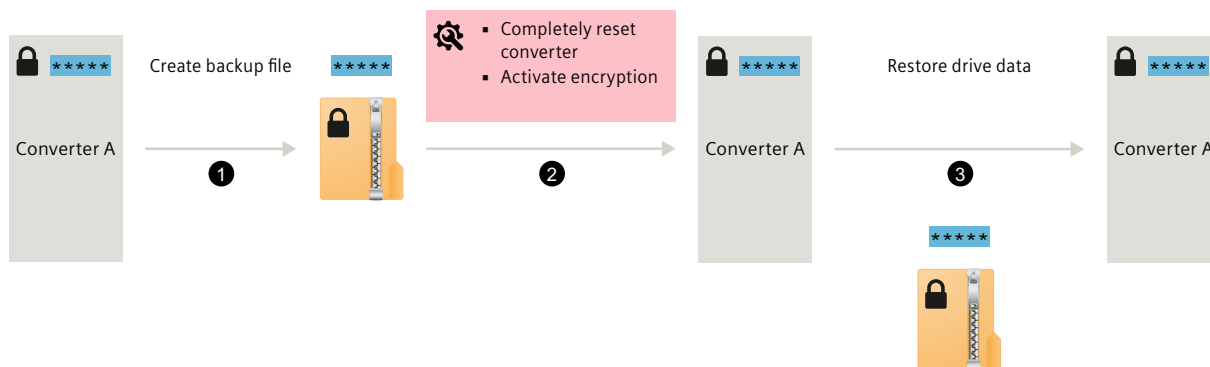 *****
Converter A
Create backup file
1
*****
▪ Completely reset
converter
▪ Activate encryption
2
*****
Converter A
Restore drive data
3
*****
*****
Converter A